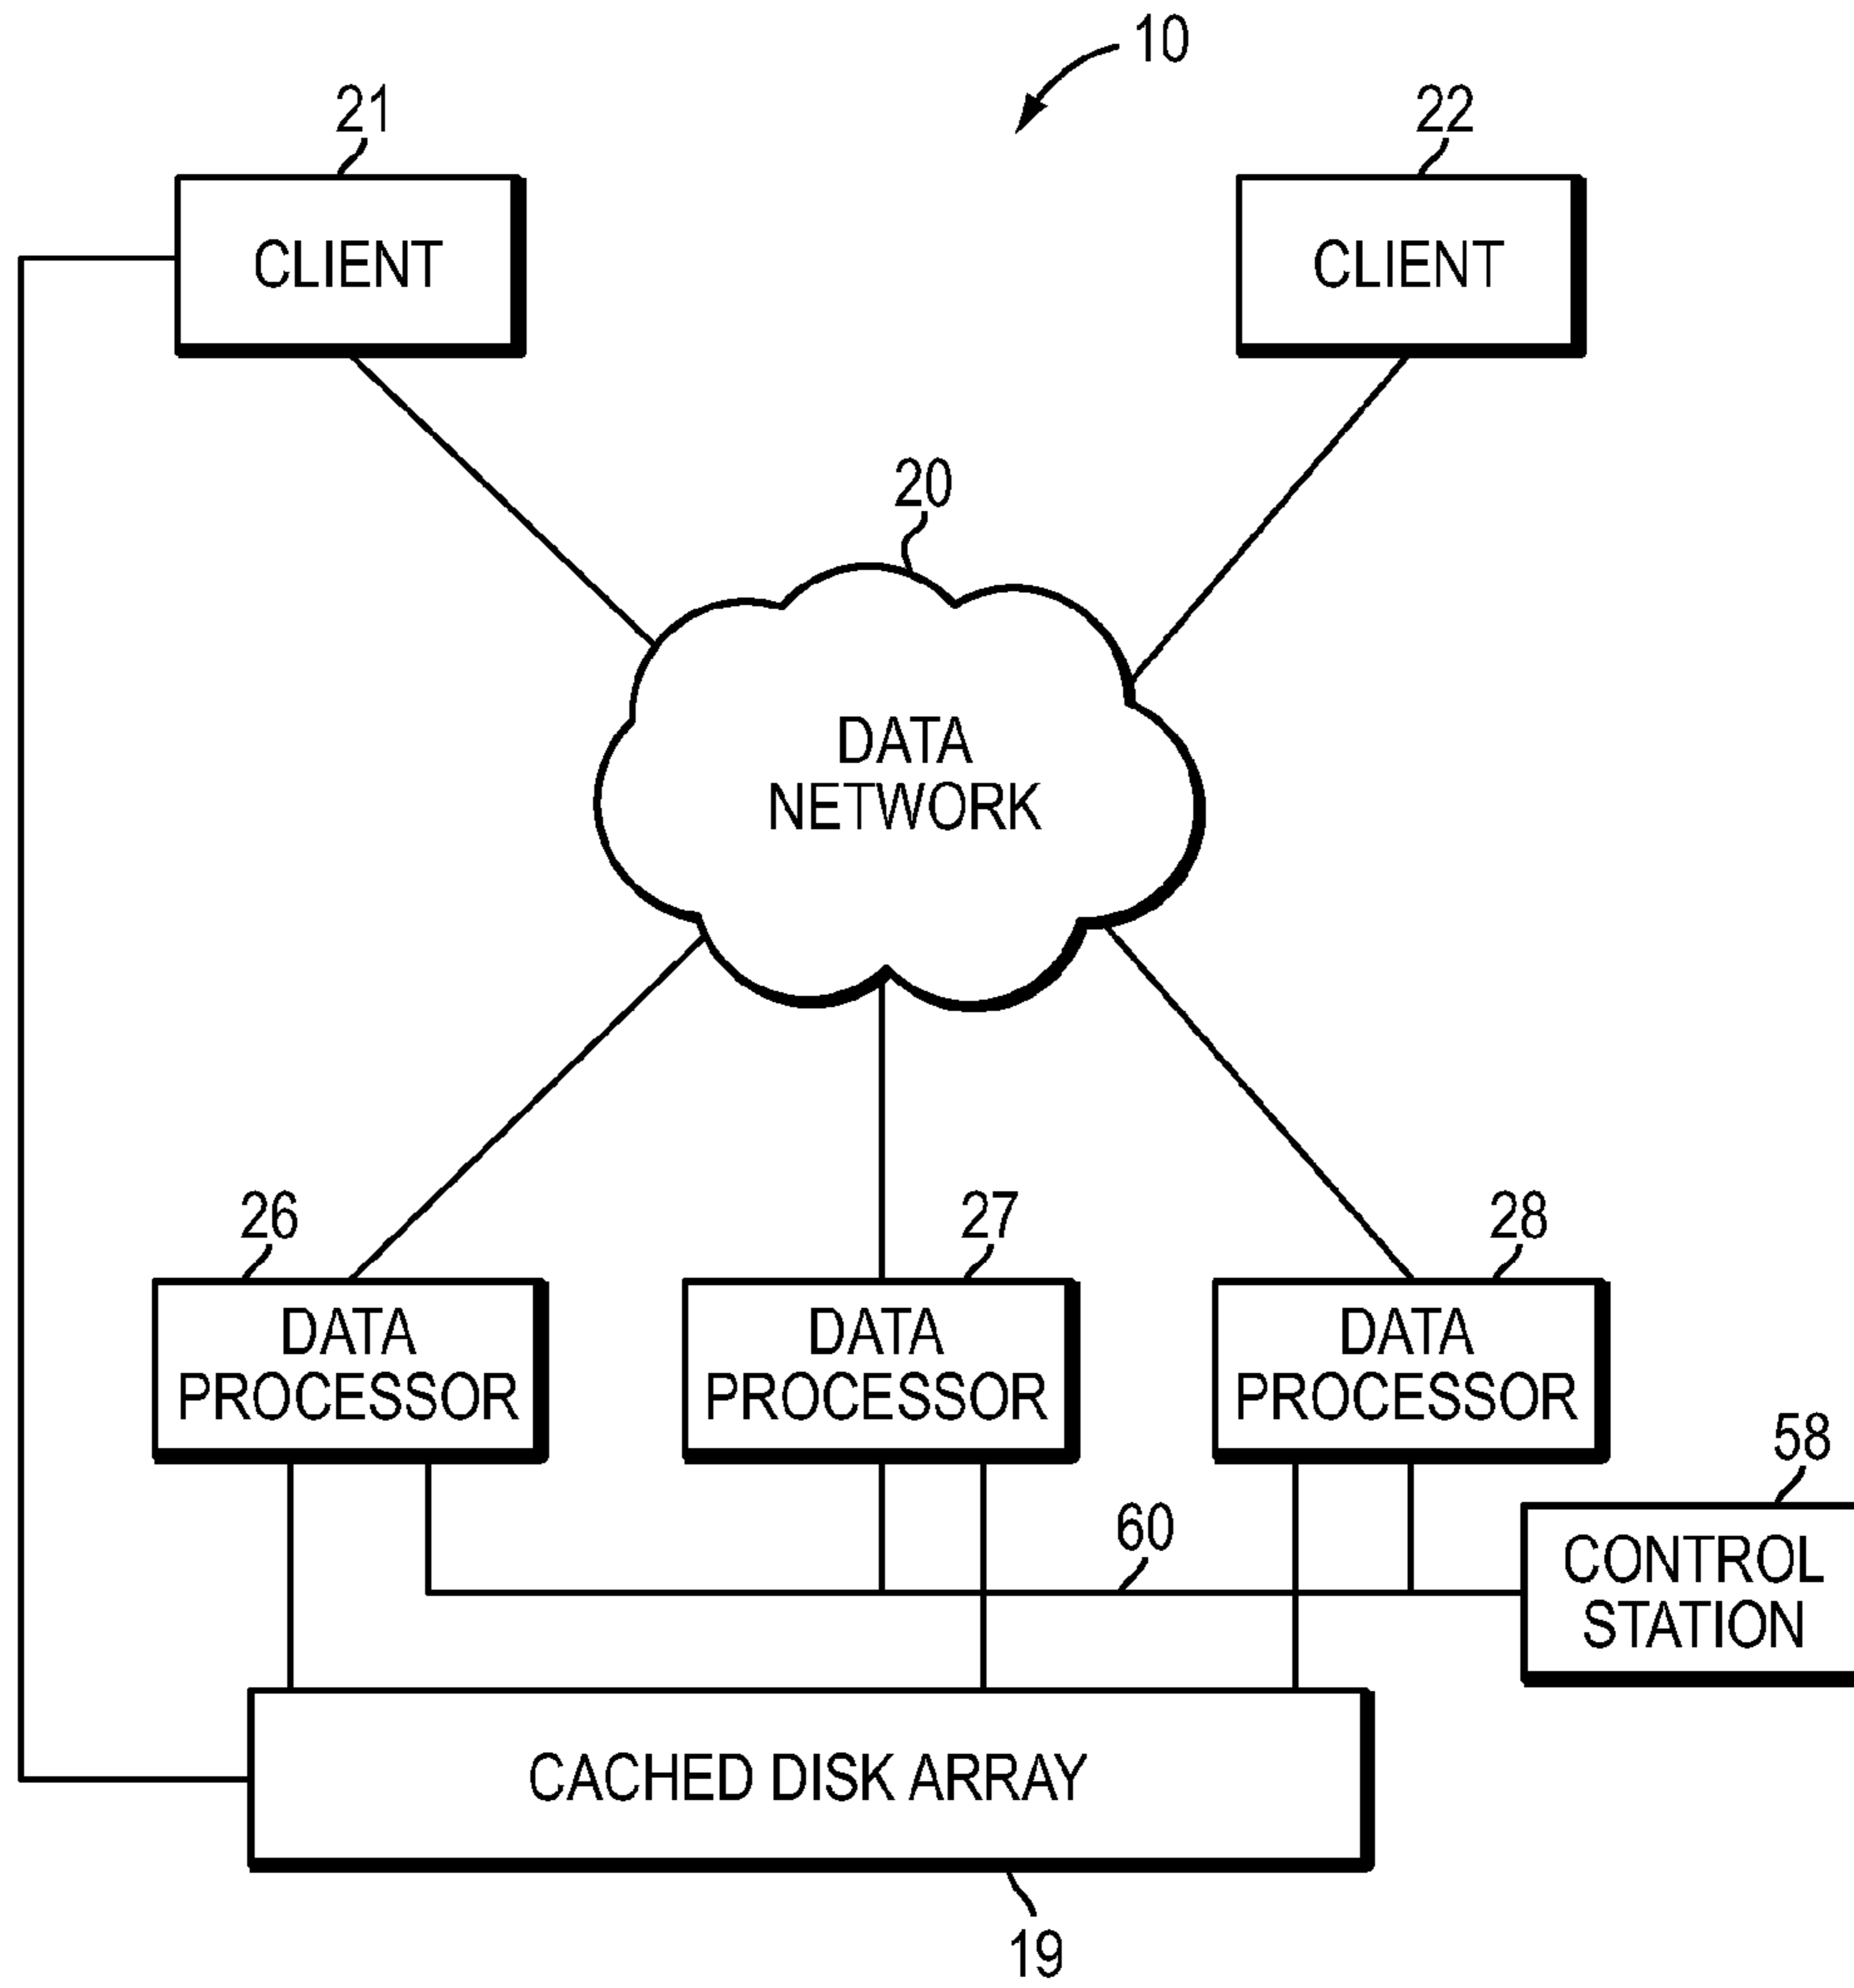 10
21
22
CLIENT
CLIENT
20
DATA
NETWORK
26
27
28
DATA
PROCESSOR
DATA
PROCESSOR
DATA
PROCESSOR
58
60
CONTROL
STATION
CACHED DISK ARRAY
19